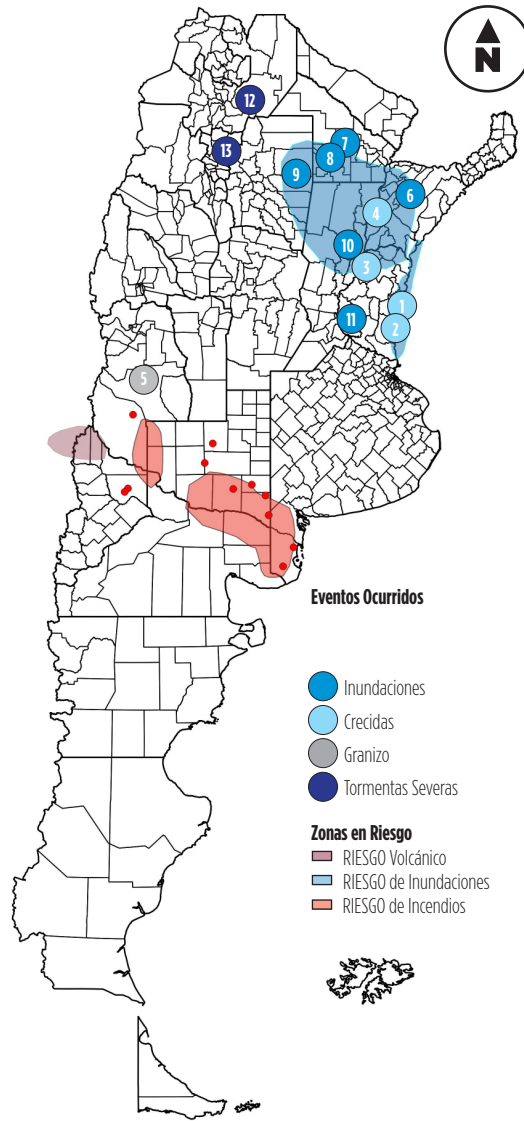 N
12
13
7
8
9
6
4
10
3
1
11
2
5
Eventos Ocurridos
Inundaciones
Crecidas
Granizo
Tormentas Severas
Zonas en Riesgo
RIESGO Volcánico
RIESGO de Inundaciones
RIESGO de Incendios